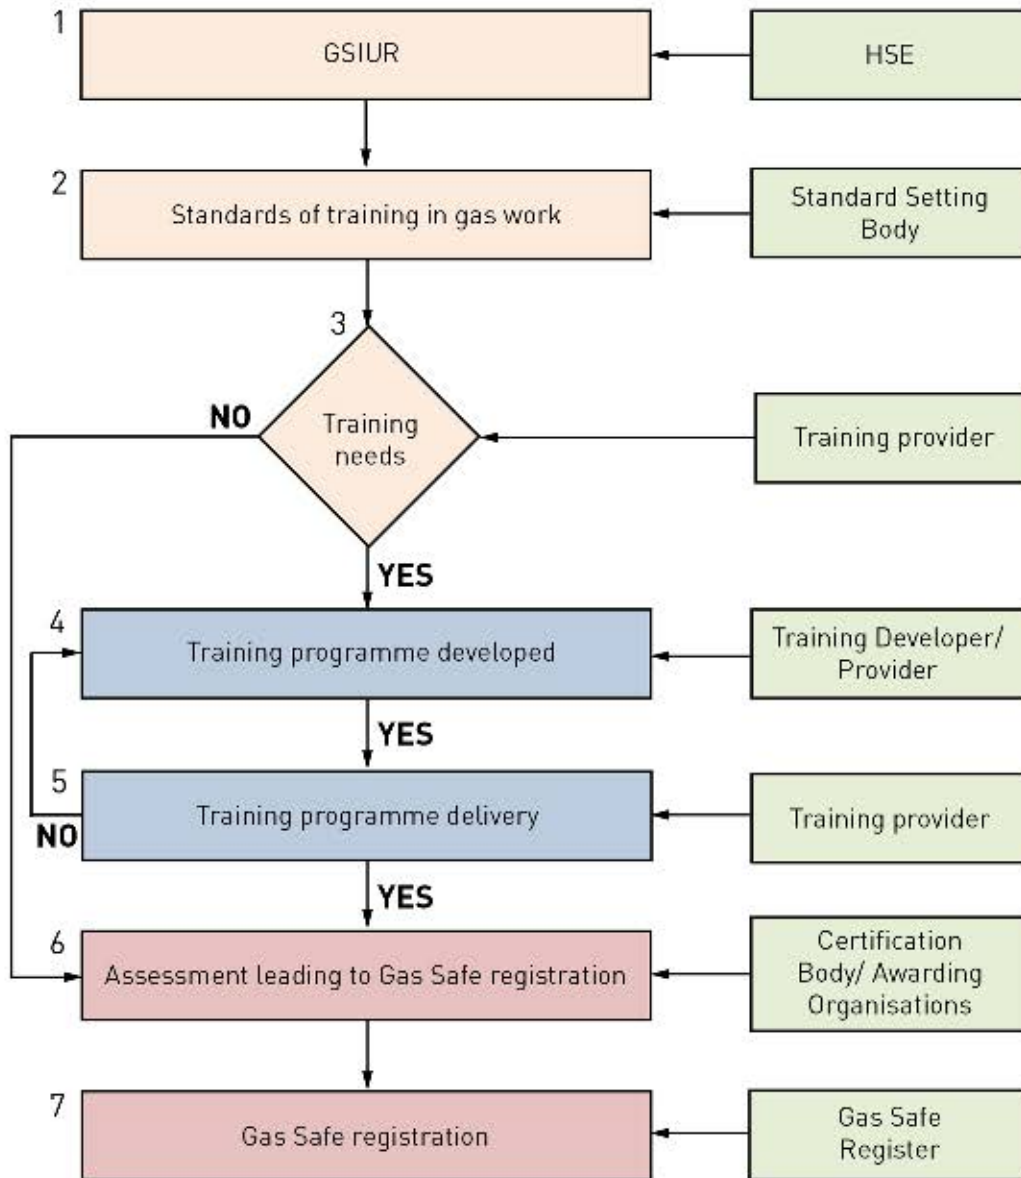 1
GSIUR
HSE
2
Standards of training in gas work
Standard Setting
Body
3
NO
Training
needs
Training provider
YES
4
Training programme developed
Training Developer/
Provider
YES
5
Training programme delivery
Training provider
NO
YES
6
Assessment leading to Gas Safe registration
Certification
Body/ Awarding
Organisations
7
Gas Safe registration
Gas Safe
Register